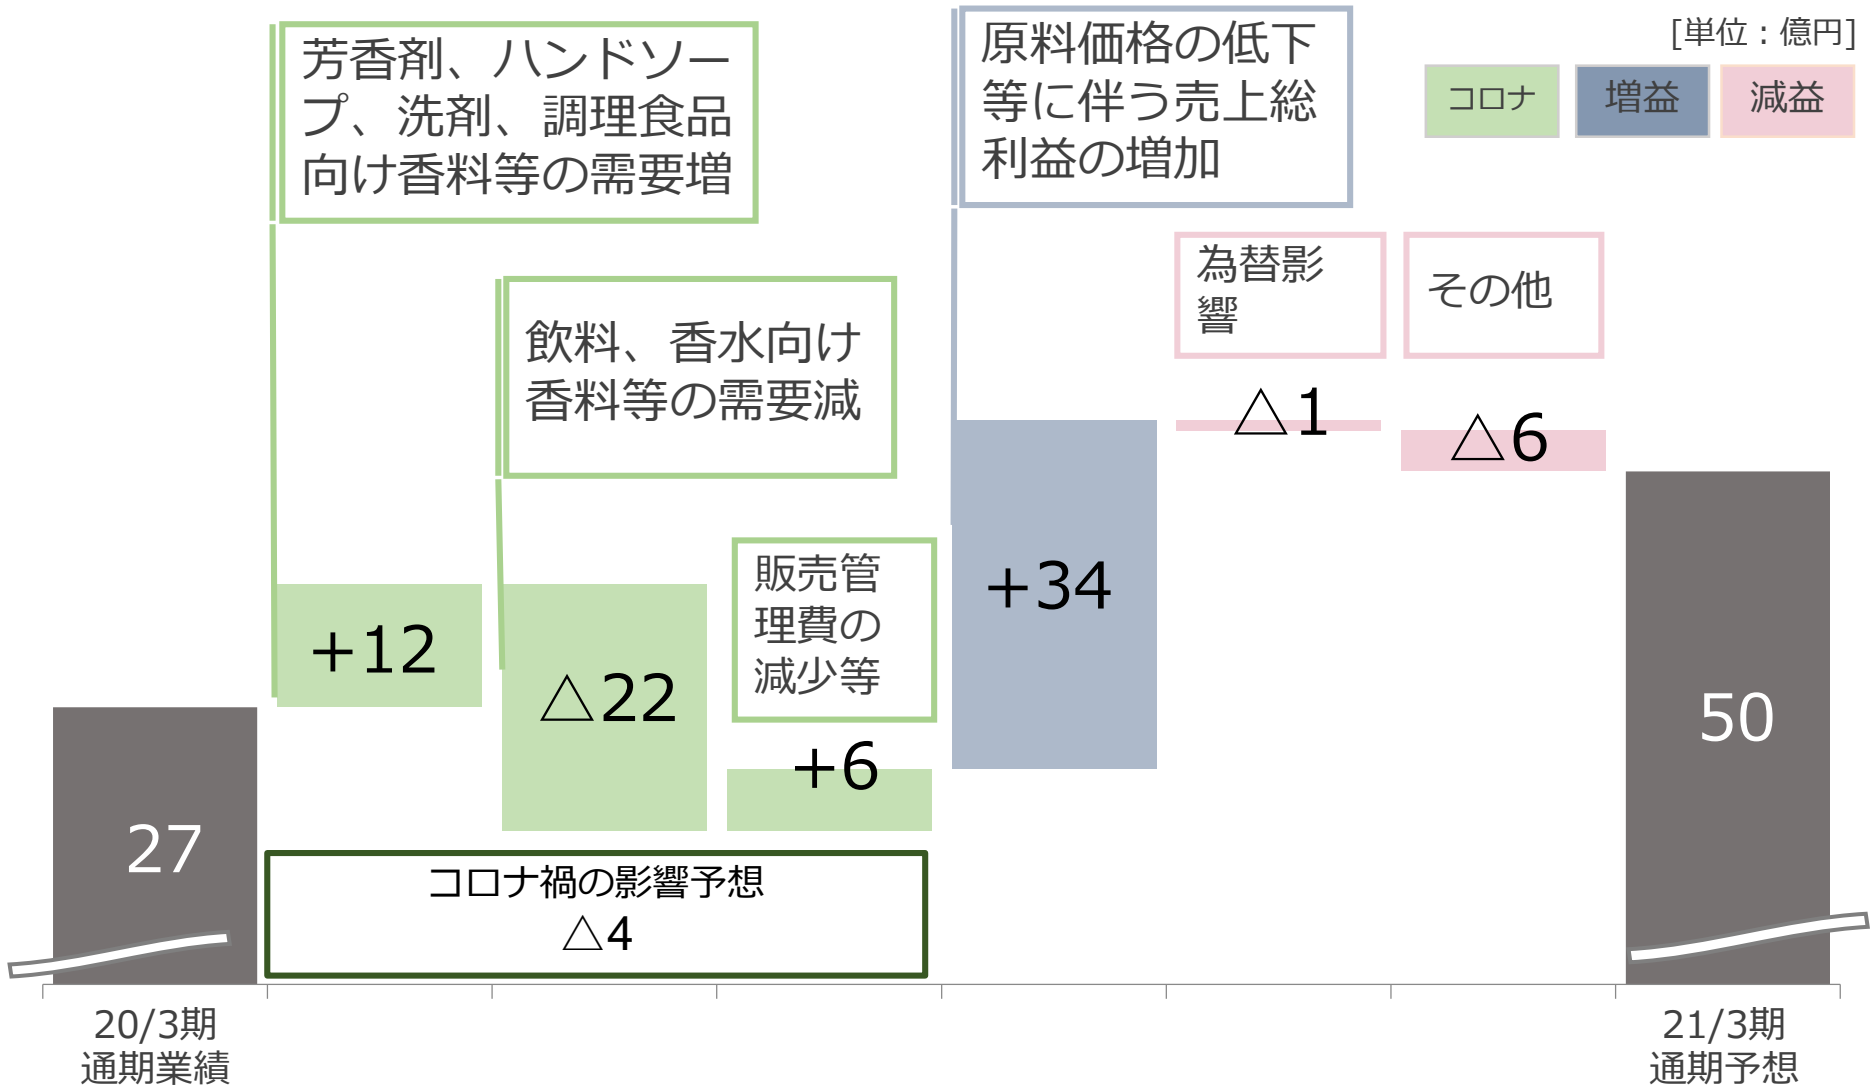 [単位：億円]
コロナ
増益
減益
芳香剤、ハンドソー
プ、洗剤、調理食品
向け香料等の需要増
原料価格の低下
等に伴う売上総
利益の増加
飲料、香水向け
香料等の需要減
為替影
響
その他
販売管
理費の
減少等
+12
△22
+6
+34
△1
△6
27
50
コロナ禍の影響予想
△4
20/3期
通期業績
21/3期
通期予想